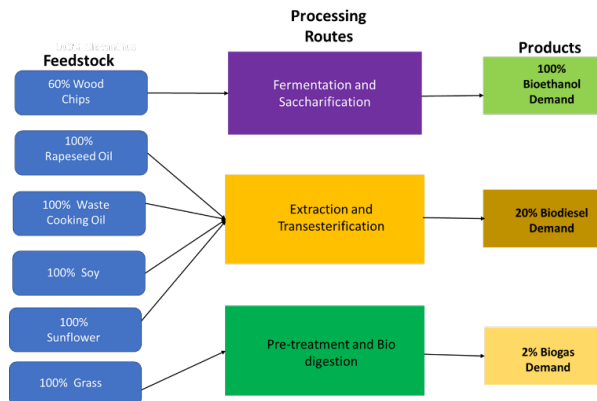 Processing
Routes
Feedstock
Products
60% Wood
Chips
Fermentation and
Saccharification
100%
Bioethanol
Demand
100%
Rapeseed Oil
100% Waste
Cooking Oil
Extraction and
Transesterification
20% Biodiesel
Demand
100% Soy
100%
Sunflower
Pre-treatment and Bio
digestion
2% Biogas
Demand
100% Grass